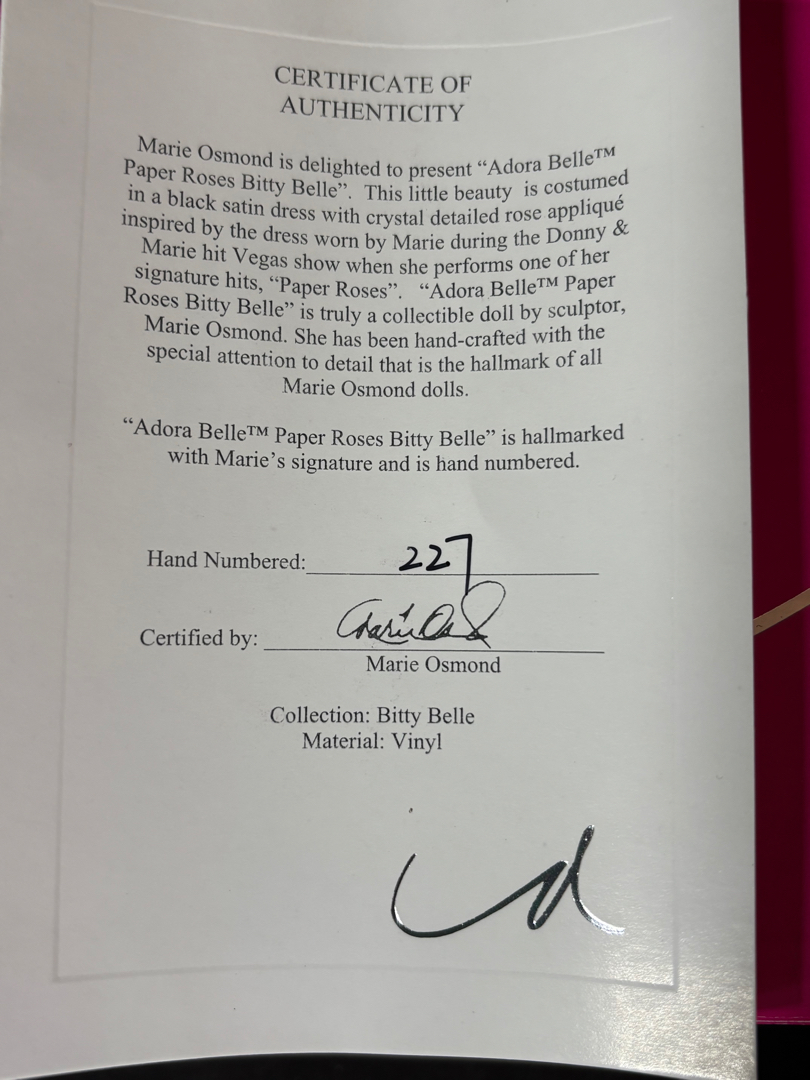 CERTIFICATE OF
AUTHENTICITY
Marie Osmond is delighted to present “Adora Belle™
Paper Roses Bitty Belle”. This little beauty is costumed
in a black satin dress with crystal detailed rose appliqué
inspired by the dress worn by Marie during the Donny &
Marie hit Vegas show when she performs one of her
signature hits, “Paper Roses”. “Adora Belle™ Paper
Roses Bitty Belle” is truly a collectible doll by sculptor,
Marie Osmond. She has been hand-crafted with the
special attention to detail that is the hallmark of all
Marie Osmond dolls.
“Adora Belle™ Paper Roses Bitty Belle” is hallmarked
with Marie’s signature and is hand numbered.
Hand Numbered: 227
Certified by: Marie Osmond
Marie Osmond
Collection: Bitty Belle
Material: Vinyl